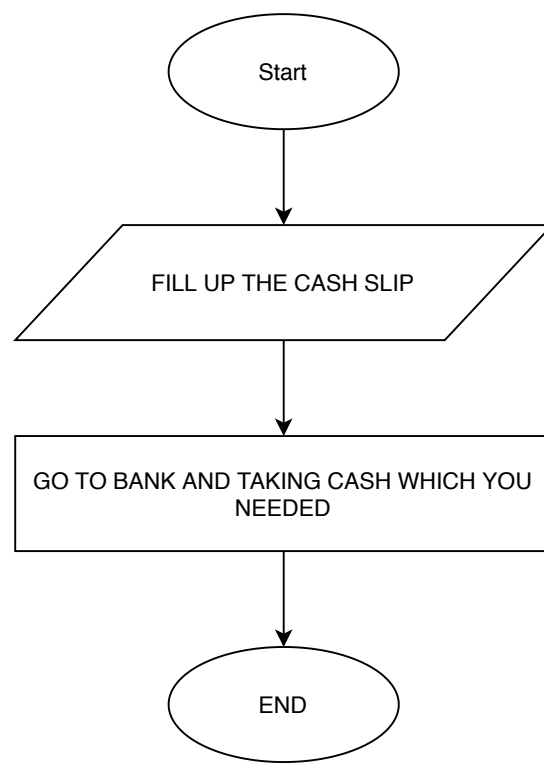 Start
FILL UP THE CASH SLIP
GO TO BANK AND TAKING CASH WHICH YOU
NEEDED
END